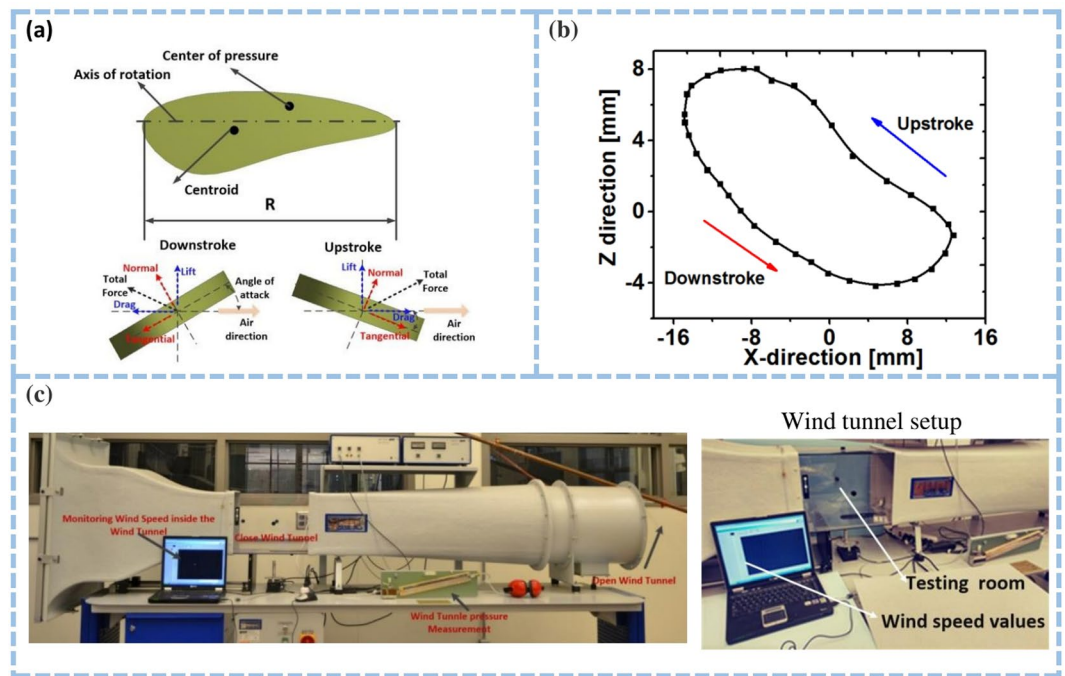 (a)
Center of pressure
Axis of rotation
Centroid
R
Downstroke
Upstroke
Normal
Lift
Total
Force
Angle of
attack
Drag
Tangential
Air
direction
Lift
Normal
Total
Force
Drag
Tangential
Air
direction
(b)
Z direction [mm]
8
4
0
-4
Upstroke
Downstroke
-16
-8
0
8
16
X-direction [mm]
(c)
Wind tunnel setup
Monitoring Wind Speed inside the
Wind Tunnel
Close Wind Tunnel
Open Wind Tunnel
Wind Tunnle pressure
Measurement
Testing room
Wind speed values